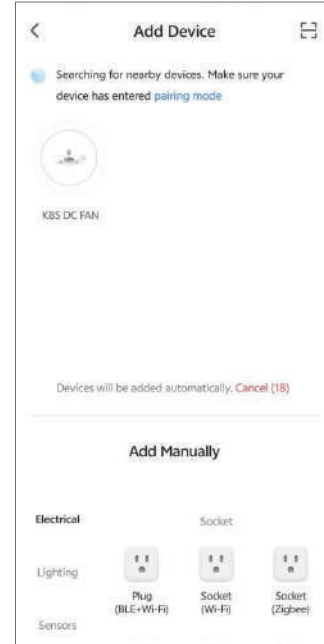 Add Device
Searching for nearby devices. Make sure your
device has entered pairing mode
KBS DC FAN
Devices will be added automatically. Cancel (18)
Add Manually
Electrical
Socket
Lighting
Plug
(BLE+Wi-Fi)
Socket
(Wi-Fi)
Socket
(Zigbee)
Sensors